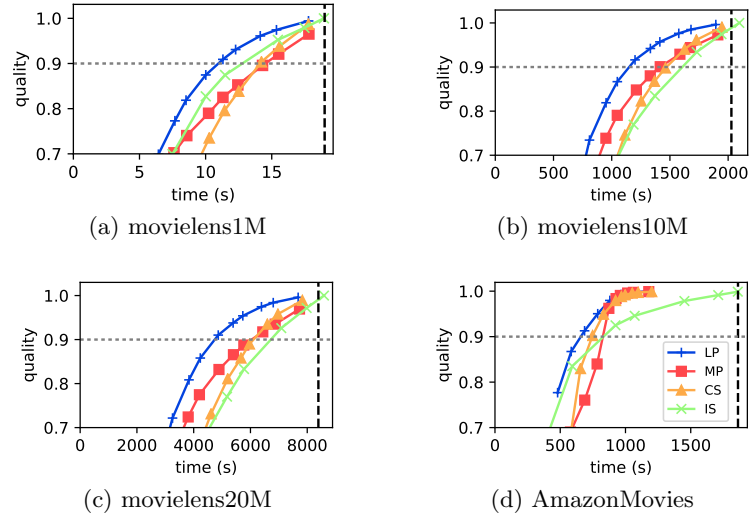 1.0
0.9
0.8
0.7
quality
0 5 10 15
time (s)
(a) movielens1M
1.0
0.9
0.8
0.7
quality
0 500 1000 1500 2000
time (s)
(b) movielens10M
1.0
0.9
0.8
0.7
quality
0 2000 4000 6000 8000
time (s)
(c) movielens20M
1.0
0.9
0.8
0.7
quality
LP
MP
CS
IS
0 500 1000 1500
time (s)
(d) AmazonMovies